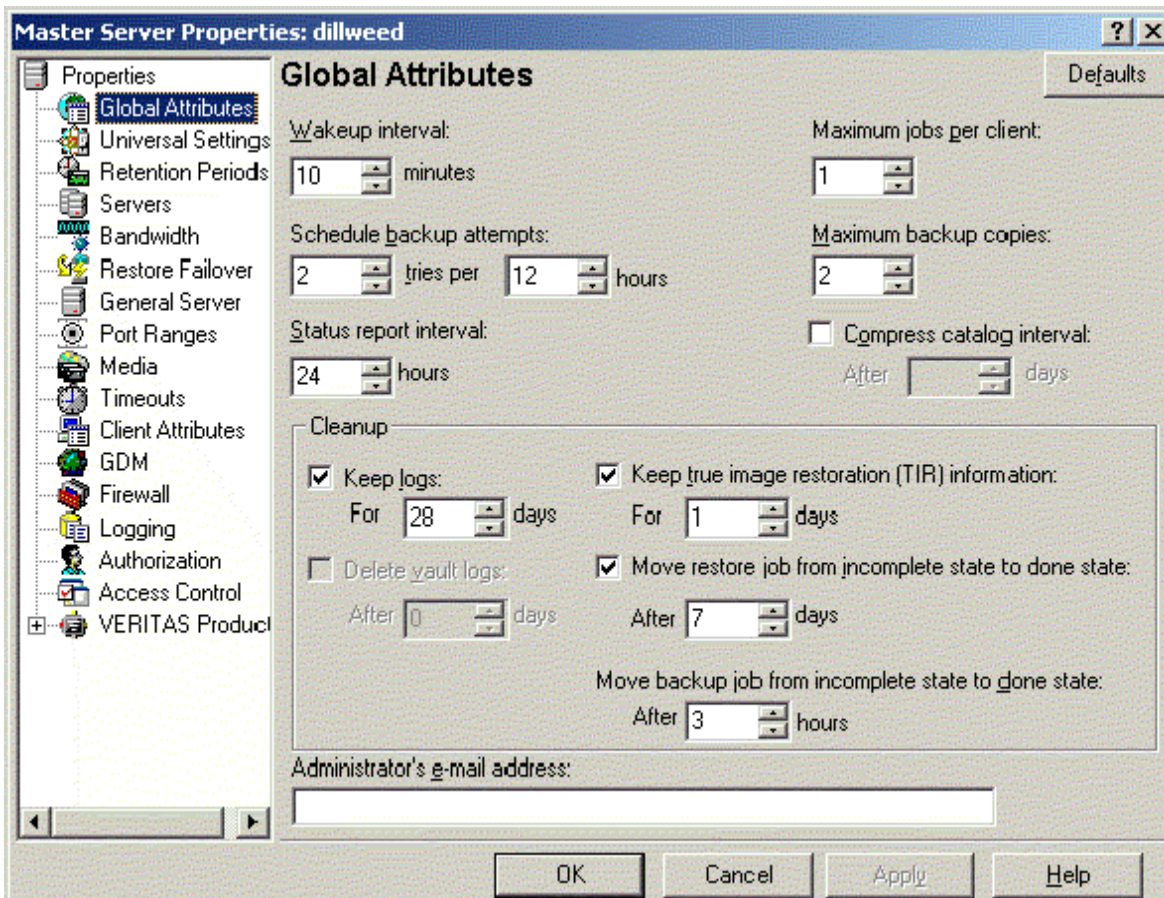 Master Server Properties: dillweed
Properties
Global Attributes
Universal Settings
Retention Periods
Servers
Bandwidth
Restore Failover
General Server
Port Ranges
Media
Timeouts
Client Attributes
GDM
Firewall
Logging
Authorization
Access Control
VERITAS Product
Global Attributes
Defaults
Wakeup interval:
10 minutes
Maximum jobs per client:
1
Schedule backup attempts:
2 tries per 12 hours
Maximum backup copies:
2
Status report interval:
24 hours
Compress catalog interval:
After days
Cleanup
Keep logs:
For 28 days
Keep true image restoration (TIR) information:
For 1 days
Delete vault logs:
After 0 days
Move restore job from incomplete state to done state:
After 7 days
Move backup job from incomplete state to done state:
After 3 hours
Administrator's e-mail address:
OK Cancel Apply Help